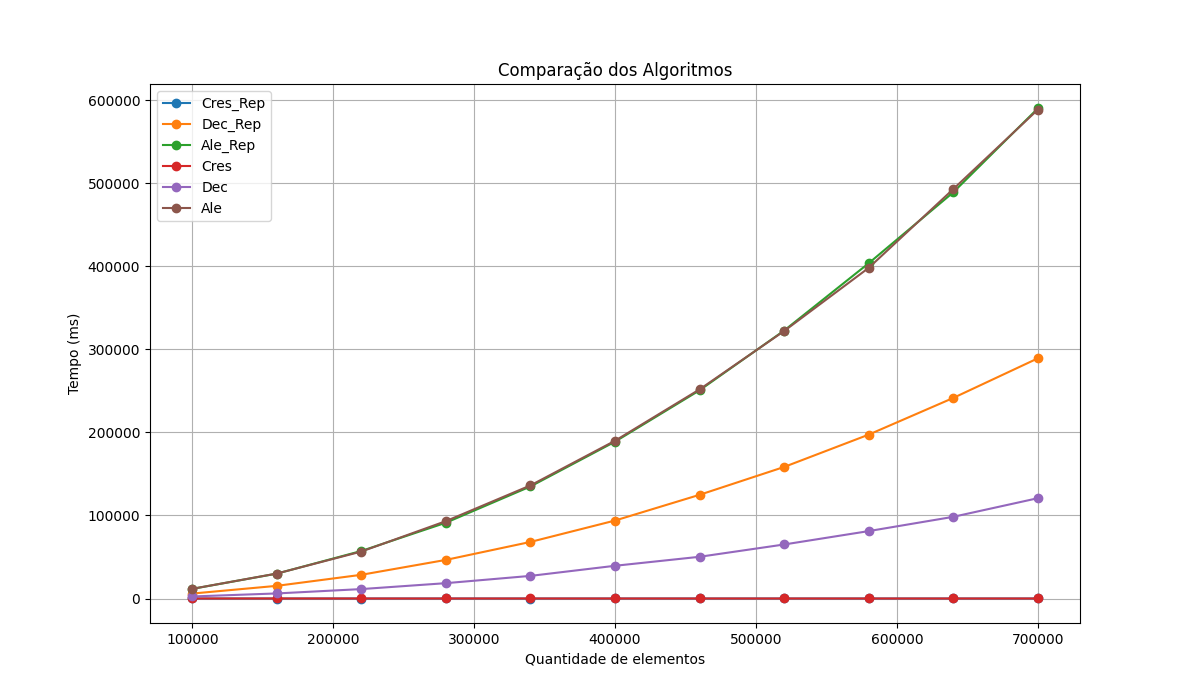 Comparação dos Algoritmos
Cres_Rep
Dec_Rep
Ale_Rep
Cres
Dec
Ale
Tempo (ms)
600000
500000
400000
300000
200000
100000
0
100000 200000 300000 400000 500000 600000 700000
Quantidade de elementos